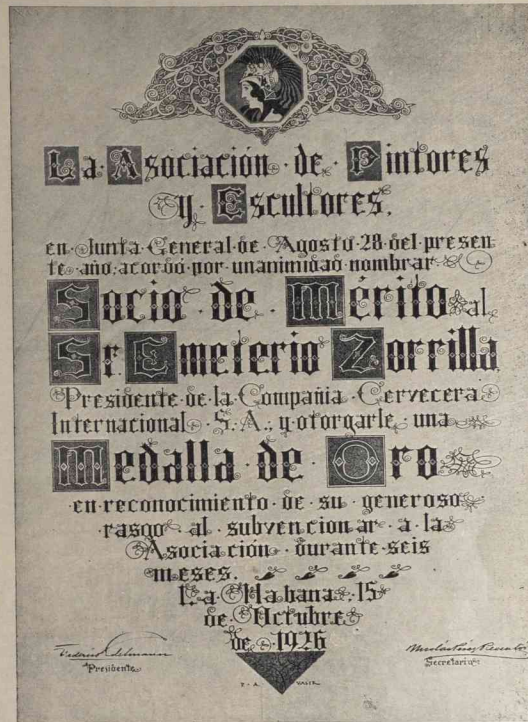 La Asociación de Pintores
y Escultores,
en Junta General de Agosto 28 del presen
te año, acordó por unanimidad nombrar
Socio de Mérito al
Sr. Emeterio Zorrilla
Presidente de la Compañia Cervecera
Internacional S.A., y otorgarle una
Medalla de Oro
en reconocimiento de su generoso
rasgo al subvencionar a la
Asociación durante seis
meses.
La Habana 15
de Octubre
de 1926
Presidente
Secretario
F. A.